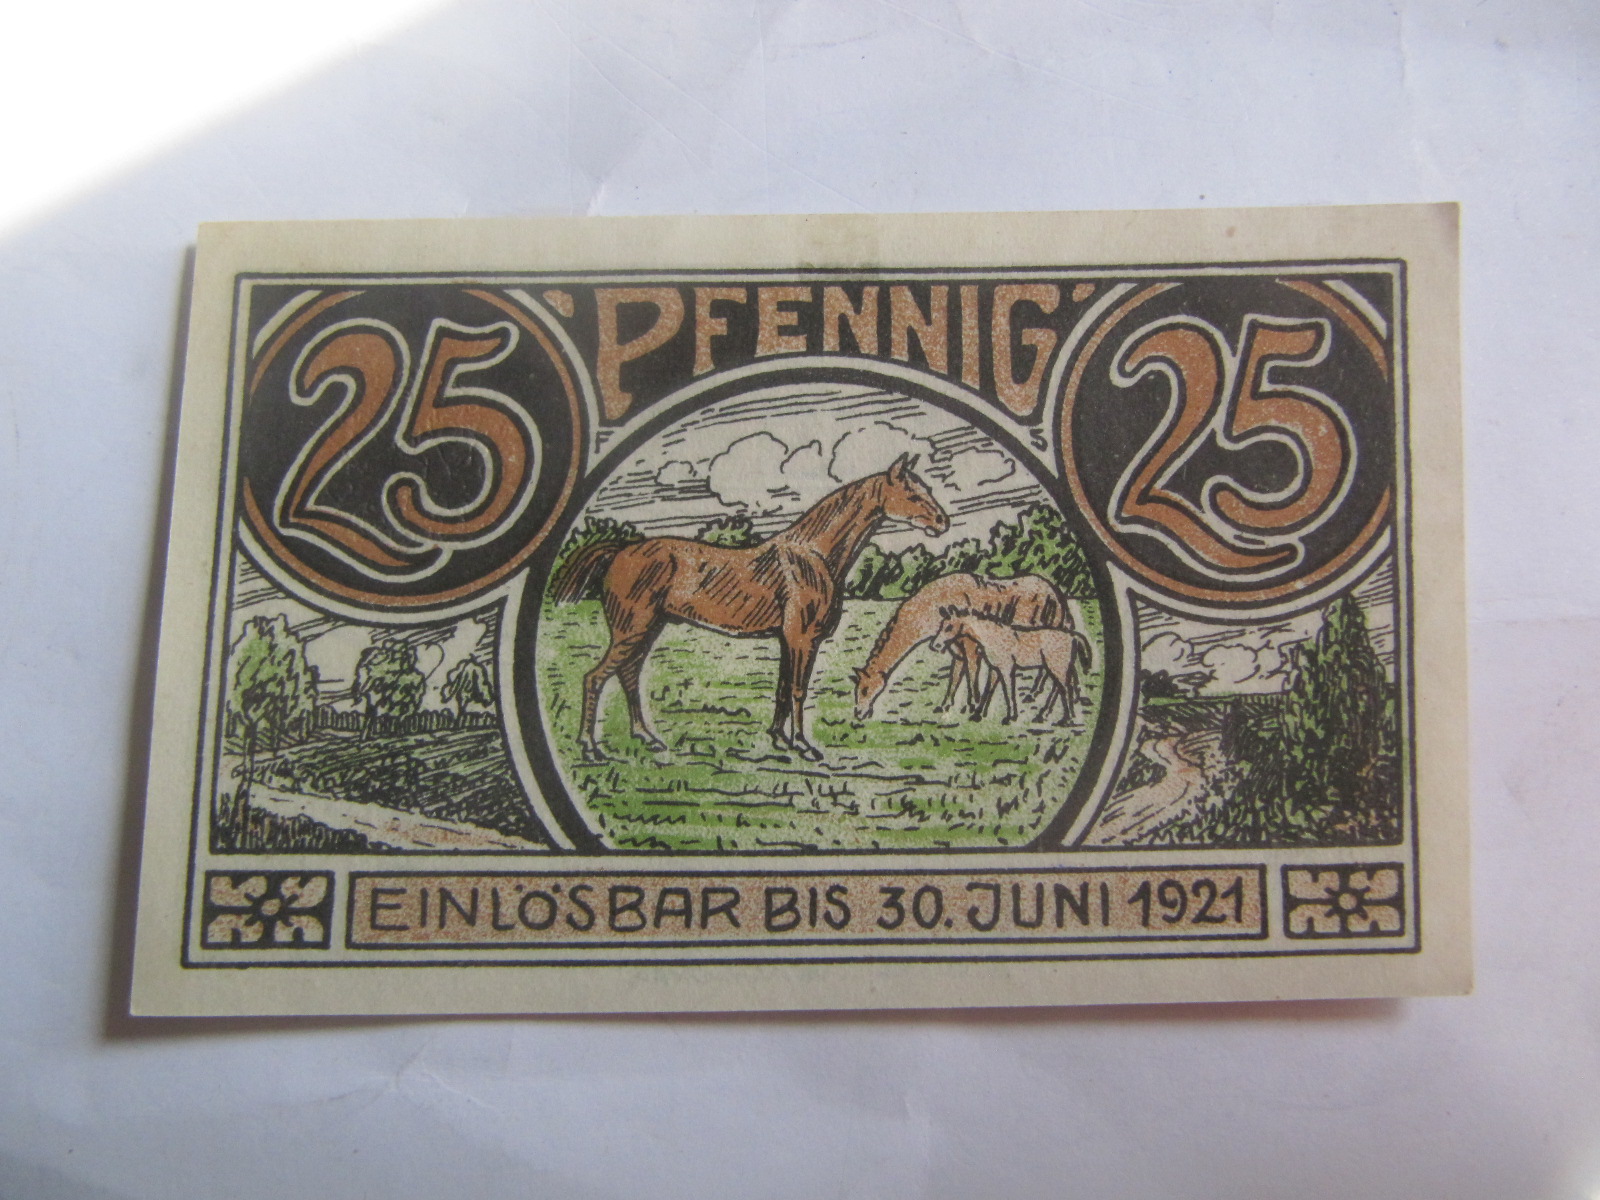 25 PFENNIG 25
EINLÖSBAR BIS 30. JUNI 1921